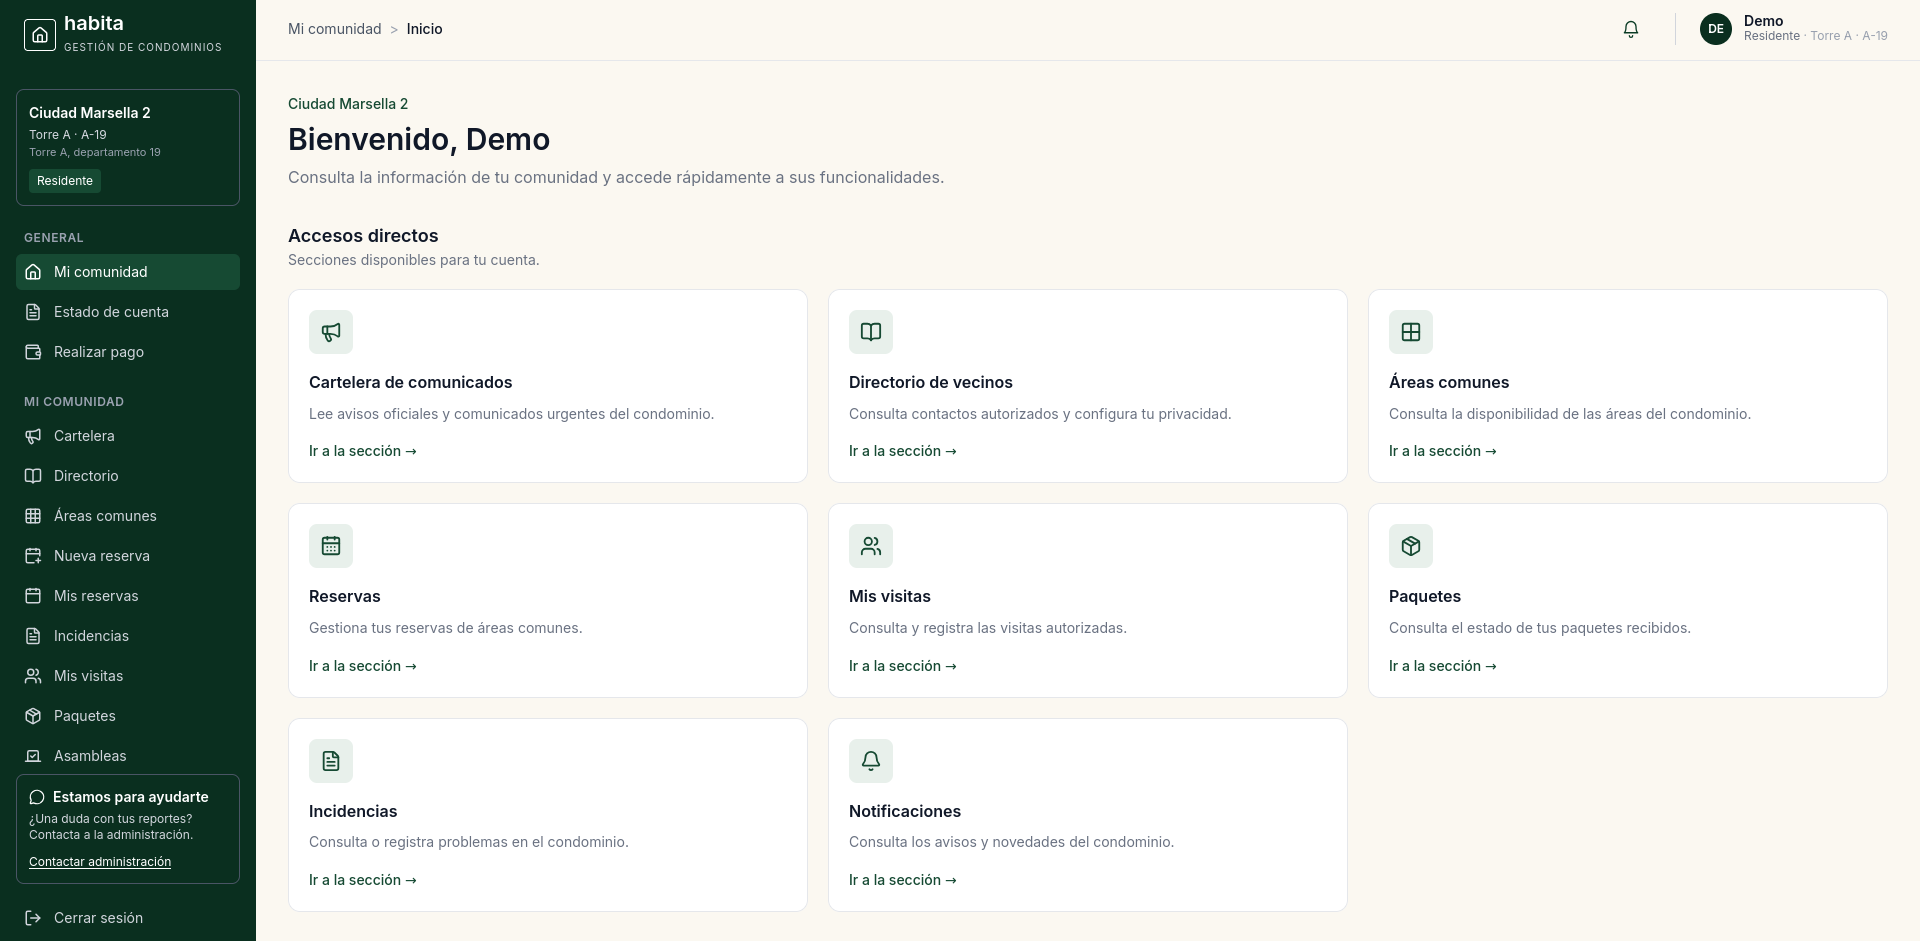 habita
GESTIÓN DE CONDOMINIOS
Ciudad Marsella 2
Torre A · A-19
Torre A, departamento 19
Residente
GENERAL
Mi comunidad
Estado de cuenta
Realizar pago
MI COMUNIDAD
Cartelera
Directorio
Áreas comunes
Nueva reserva
Mis reservas
Incidencias
Mis visitas
Paquetes
Asambleas
Estamos para ayudarte
¿Una duda con tus reportes?
Contacta a la administración.
Contactar administración
Cerrar sesión
Mi comunidad > Inicio
DE
Demo
Residente · Torre A · A-19
Ciudad Marsella 2
Bienvenido, Demo
Consulta la información de tu comunidad y accede rápidamente a sus funcionalidades.
Accesos directos
Secciones disponibles para tu cuenta.
Cartelera de comunicados
Lee avisos oficiales y comunicados urgentes del condominio.
Ir a la sección →
Directorio de vecinos
Consulta contactos autorizados y configura tu privacidad.
Ir a la sección →
Áreas comunes
Consulta la disponibilidad de las áreas del condominio.
Ir a la sección →
Reservas
Gestiona tus reservas de áreas comunes.
Ir a la sección →
Mis visitas
Consulta y registra las visitas autorizadas.
Ir a la sección →
Paquetes
Consulta el estado de tus paquetes recibidos.
Ir a la sección →
Incidencias
Consulta o registra problemas en el condominio.
Ir a la sección →
Notificaciones
Consulta los avisos y novedades del condominio.
Ir a la sección →